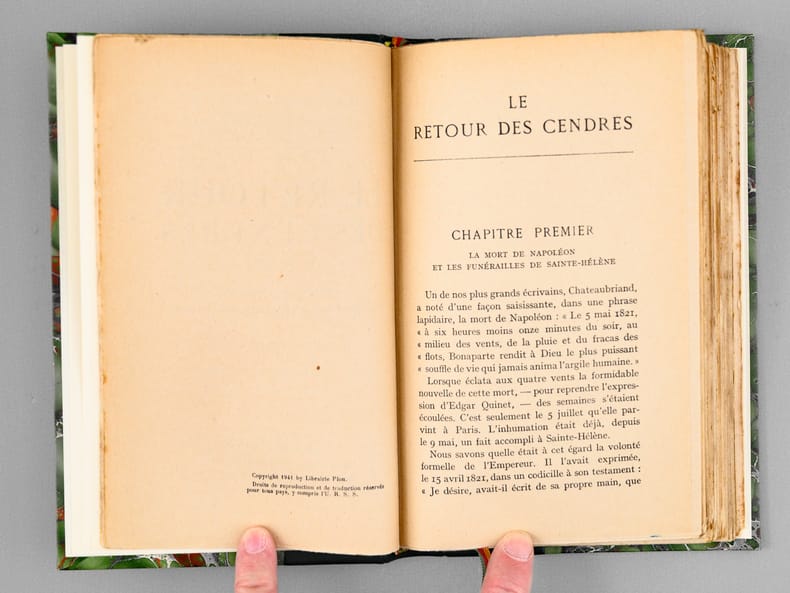 Copyright 1941 by Librairie Plon.
Droits de reproduction et de traduction réservés
pour tous pays, y compris l'U. R. S. S.
LE
RETOUR DES CENDRES
CHAPITRE PREMIER
LA MORT DE NAPOLÉON
ET LES FUNÉRAILLES DE SAINTE-HÉLÈNE
Un de nos plus grands écrivains, Chateaubriand,
a noté d'une façon saisissante, dans une phrase
lapidaire, la mort de Napoléon : « Le 5 mai 1821,
« à six heures moins onze minutes du soir, au
« milieu des vents, de la pluie et du fracas des
« flots, Bonaparte rendit à Dieu le plus puissant
« souffle de vie qui jamais anima l'argile humaine. »
Lorsque éclata aux quatre vents la formidable
nouvelle de cette mort, — pour reprendre l'expres-
sion d'Edgar Quinet, — des semaines s'étaient
écoulées. C'est seulement le 5 juillet qu'elle par-
vint à Paris. L'inhumation était déjà, depuis
le 9 mai, un fait accompli à Sainte-Hélène.
Nous savons quelle était à cet égard la volonté
formelle de l'Empereur. Il l'avait exprimée,
le 15 avril 1821, dans un codicille à son testament :
« Je désire, avait-il écrit de sa propre main, que